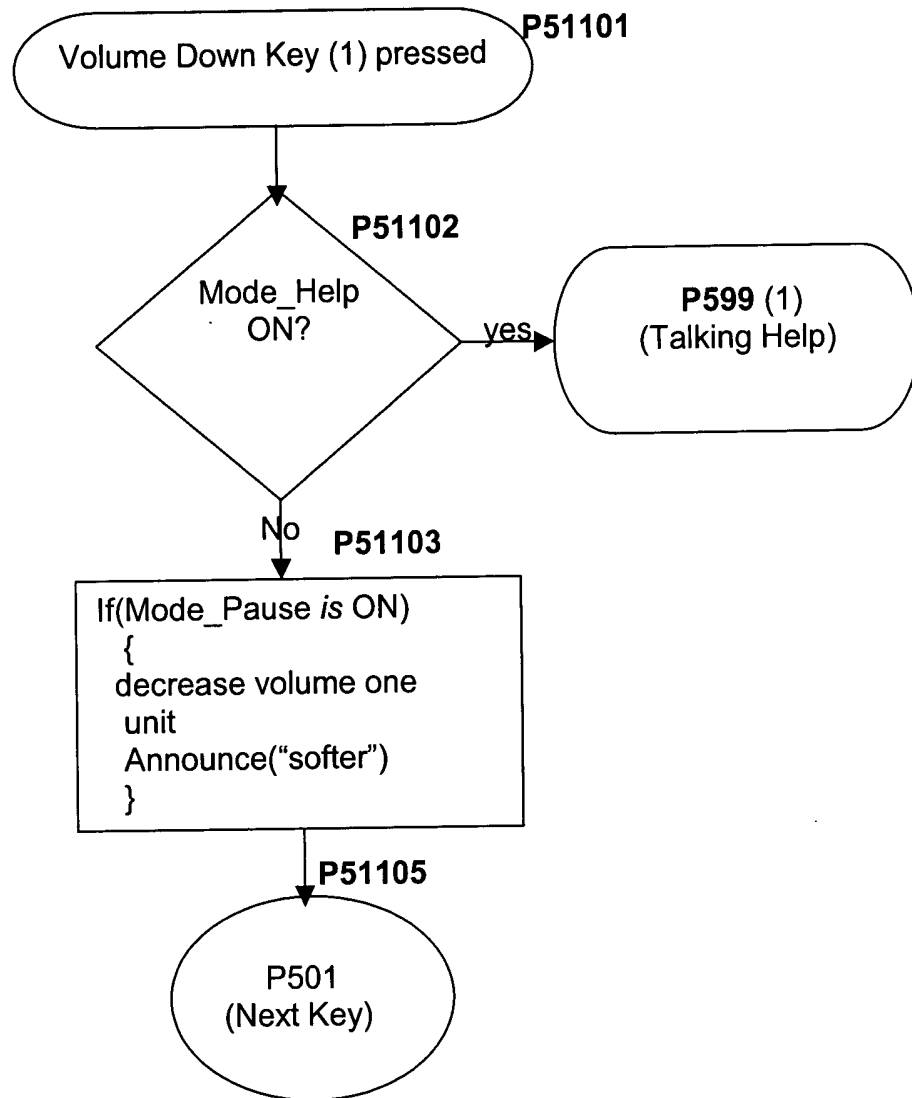 P51101
Volume Down Key (1) pressed
P51102
Mode_Help
ON?
yes
P599 (1)
(Talking Help)
No
P51103
If(Mode_Pause is ON)
{
decrease volume one
unit
Announce(“softer”)
}
P51105
P501
(Next Key)